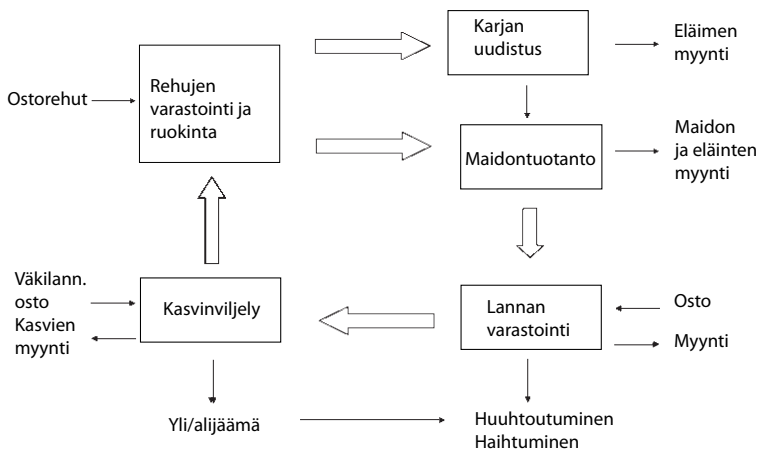 Karjan
uudistus
Eläimen
myynti
Ostorehut
Rehujen
varastointi ja
ruokinta
Maidontuotanto
Maidon
ja eläinten
myynti
Väkilann.
osto
Kasvien
myynti
Kasvinviljely
Lannan
varastointi
Osto
Myynti
Yli/alijäämä
Huuhtoutuminen
Haihtuminen